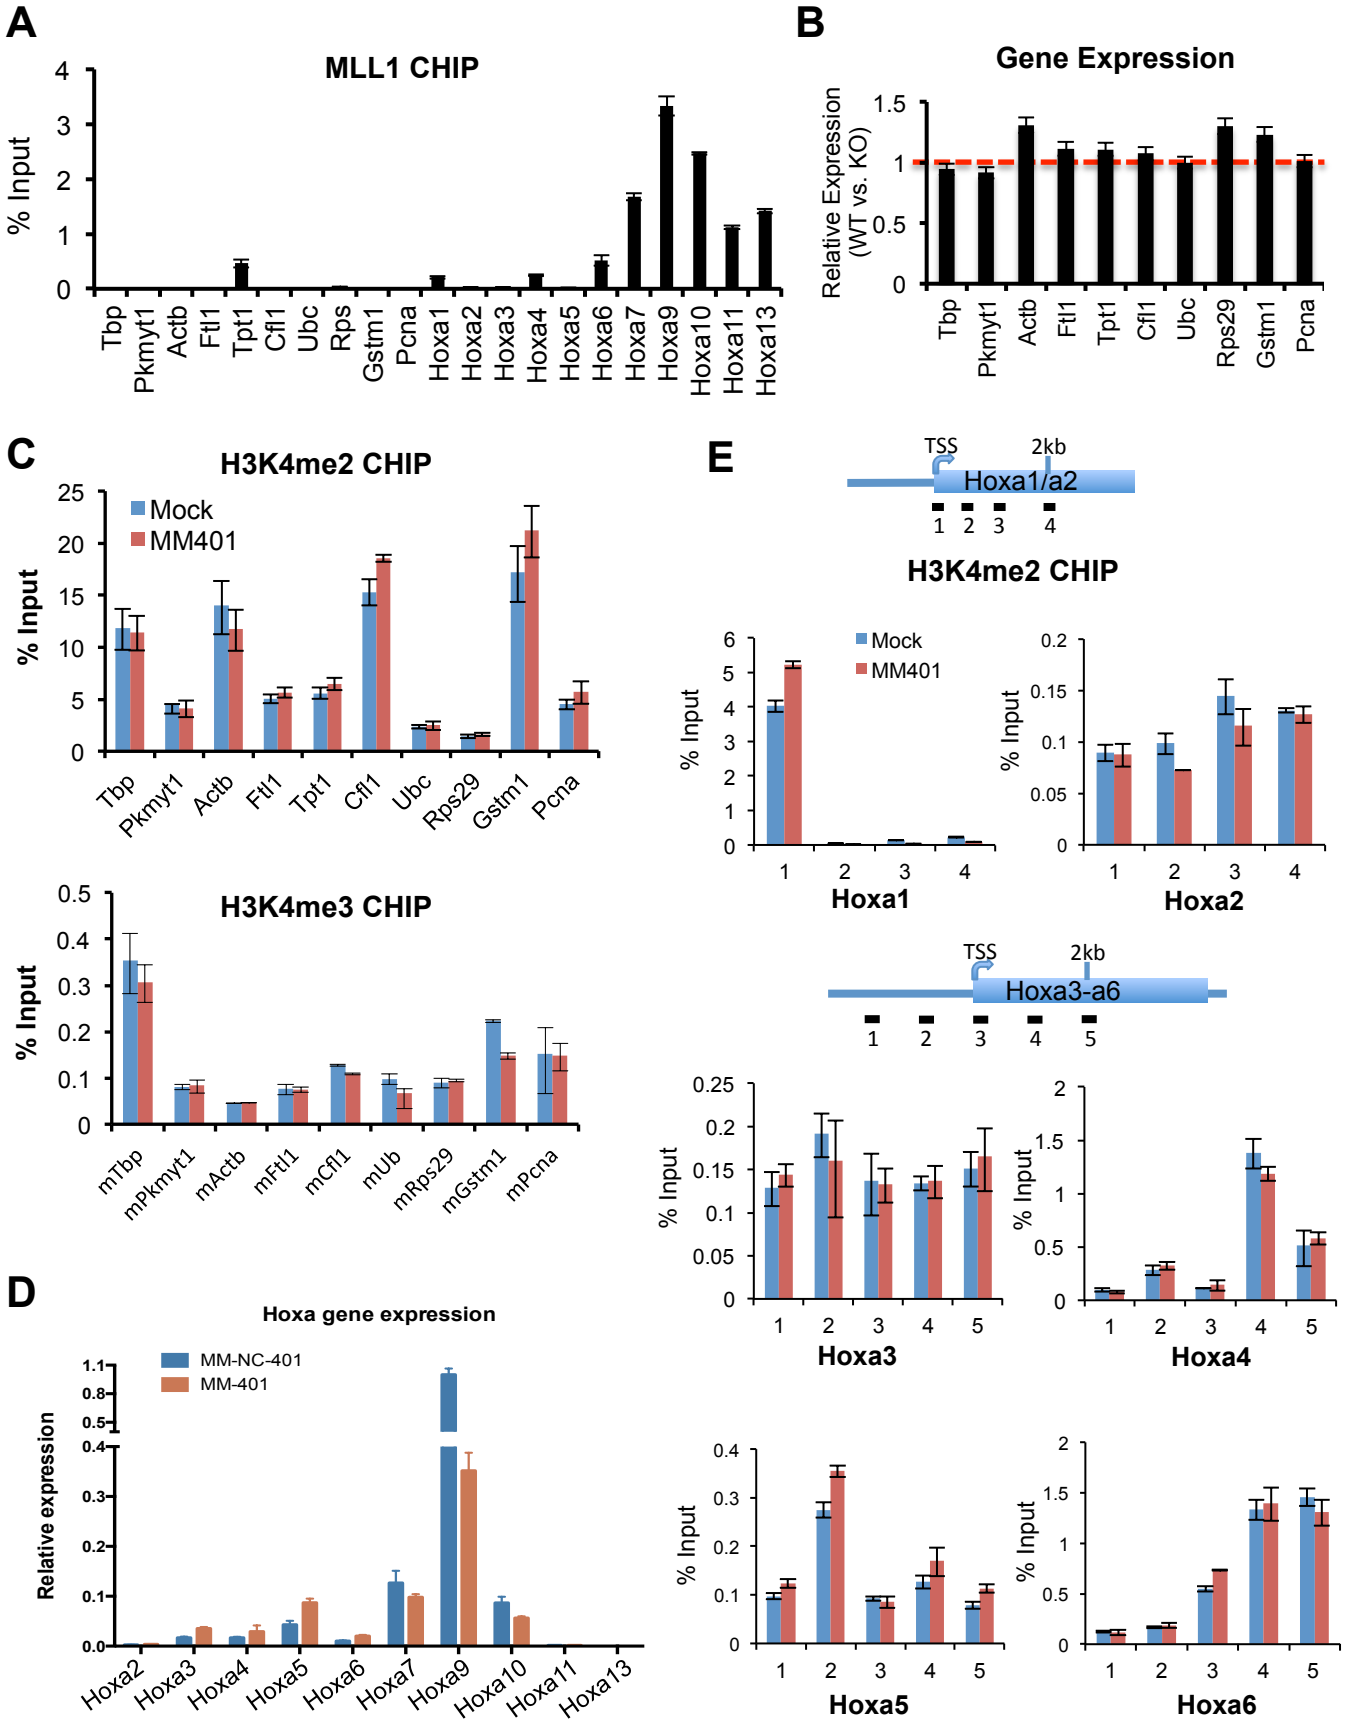 A
MLL1 CHIP
% Input
4
3
2
1
0
Tbp
Pkmyt1
Actb
Ftl1
Tpt1
Cfl1
Ubc
Rps
Gstm1
Pcna
Hoxa1
Hoxa2
Hoxa3
Hoxa4
Hoxa5
Hoxa6
Hoxa7
Hoxa9
Hoxa10
Hoxa11
Hoxa13
B
Gene Expression
Relative Expression
(WT vs. KO)
1.5
1
0.5
0
Tbp
Pkmyt1
Actb
Ftl1
Tpt1
Cfl1
Ubc
Rps29
Gstm1
Pcna
C
H3K4me2 CHIP
Mock
MM401
% Input
25
20
15
10
5
0
Tbp
Pkmyt1
Actb
Ftl1
Tpt1
Cfl1
Ubc
Rps29
Gstm1
Pcna
H3K4me3 CHIP
% Input
0.5
0.4
0.3
0.2
0.1
0
mTbp
mPkmyt1
mActb
mFtl1
mCfl1
mUb
mRps29
mGstm1
mPcna
D
Hoxa gene expression
MM-NC-401
MM-401
Relative expression
1.1
0.8
0.5
0.4
0.3
0.2
0.1
0.0
Hoxa2
Hoxa3
Hoxa4
Hoxa5
Hoxa6
Hoxa7
Hoxa9
Hoxa10
Hoxa11
Hoxa13
E
TSS 2kb
Hoxa1/a2
1 2 3 4
H3K4me2 CHIP
Mock
MM401
% Input
6
5
4
3
2
1
0
1 2 3 4
Hoxa1
% Input
0.2
0.15
0.1
0.05
0
1 2 3 4
Hoxa2
TSS 2kb
Hoxa3-a6
1 2 3 4 5
% Input
0.25
0.2
0.15
0.1
0.05
0
1 2 3 4 5
Hoxa3
% Input
2
1.5
1
0.5
0
1 2 3 4 5
Hoxa4
% Input
0.4
0.3
0.2
0.1
0
1 2 3 4 5
Hoxa5
% Input
2
1.5
1
0.5
0
1 2 3 4 5
Hoxa6